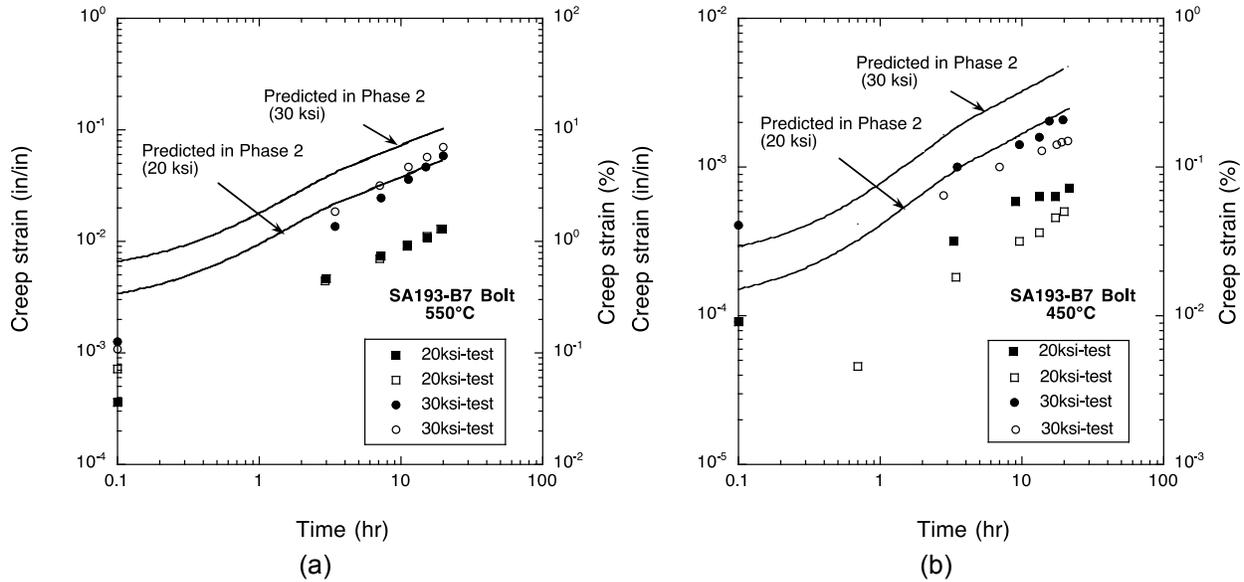 10^0
10^-1
10^-2
10^-3
10^-4
Creep strain (in/in)
10^2
10^1
10^0
10^-1
10^-2
Creep strain (%)
Predicted in Phase 2
(30 ksi)
Predicted in Phase 2
(20 ksi)
SA193-B7 Bolt
550°C
20ksi-test
20ksi-test
30ksi-test
30ksi-test
0.1 1 10 100
Time (hr)
(a)
10^-2
10^-3
10^-4
10^-5
Creep strain (in/in)
10^0
10^-1
10^-2
10^-3
Creep strain (%)
Predicted in Phase 2
(30 ksi)
Predicted in Phase 2
(20 ksi)
SA193-B7 Bolt
450°C
20ksi-test
20ksi-test
30ksi-test
30ksi-test
0.1 1 10 100
Time (hr)
(b)